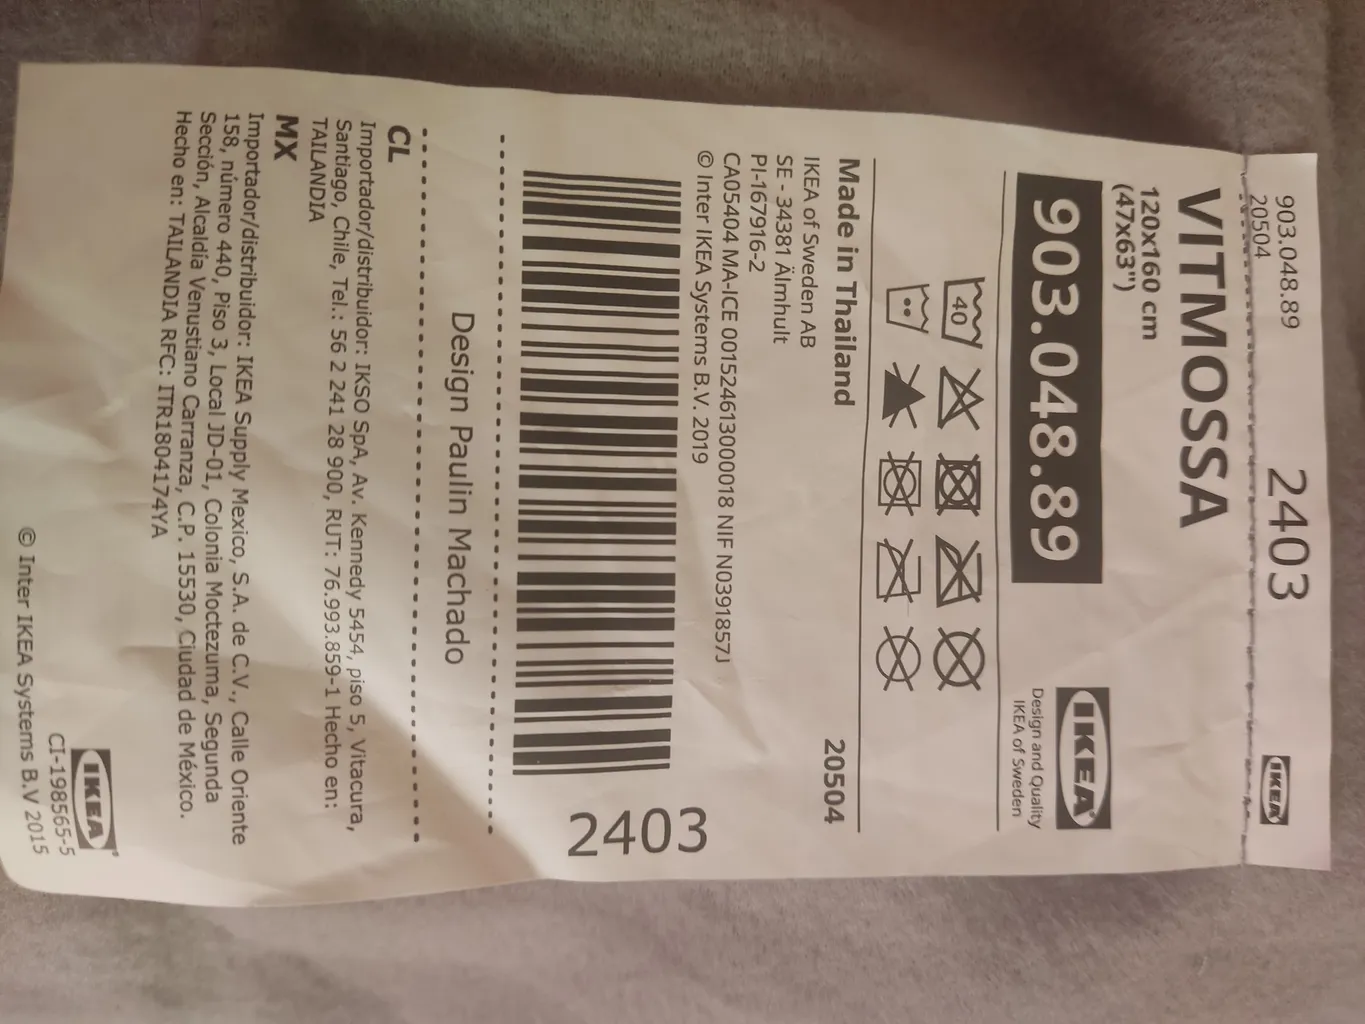 903.048.89
20504
2403
IKEA
VITMOSSA
120x160 cm
(47x63")
903.048.89
IKEA®
Design and Quality
IKEA of Sweden
40
Made in Thailand
20504
IKEA of Sweden AB
SE - 34381 Älmhult
PI-167916-2
CA05404 MA-ICE 001524613000018 NIF N0391857J
© Inter IKEA Systems B.V. 2019
2403
Design Paulin Machado
CL
Importador/distribuidor: IKSO SpA, Av. Kennedy 5454, piso 5, Vitacura,
Santiago, Chile, Tel.: 56 2 241 28 900, RUT: 76.993.859-1 Hecho en:
TAILANDIA
MX
Importador/distribuidor: IKEA Supply Mexico, S.A. de C.V., Calle Oriente
158, número 440, Piso 3, Local JD-01, Colonia Moctezuma, Segunda
Sección, Alcaldía Venustiano Carranza, C.P. 15530, Ciudad de México.
Hecho en: TAILANDIA RFC: ITR1804174YA
IKEA®
CI-198565-5
© Inter IKEA Systems B.V 2015